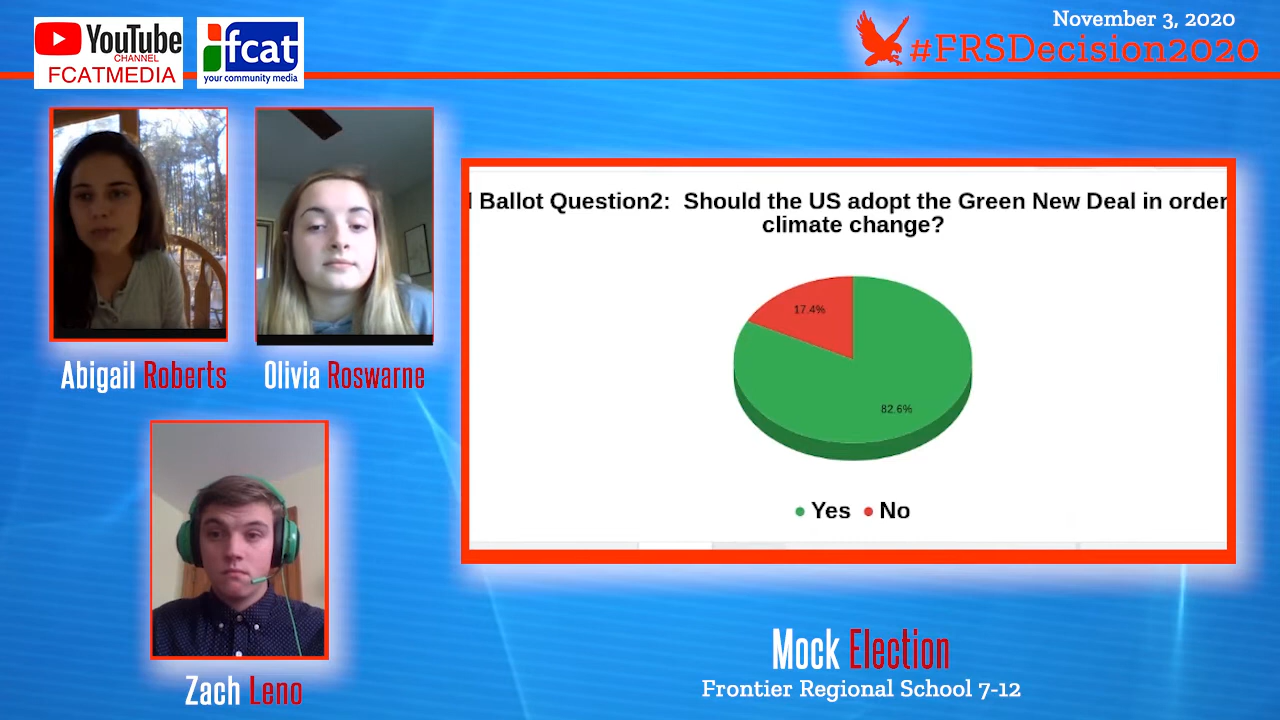 YouTube
CHANNEL
FCATMEDIA
fcat
your community media
November 3, 2020
#FRSDecision2020
Abigail Roberts
Olivia Roswarne
Zach Leno
Ballot Question2: Should the US adopt the Green New Deal in order
climate change?
17.4%
82.6%
Yes No
Mock Election
Frontier Regional School 7-12